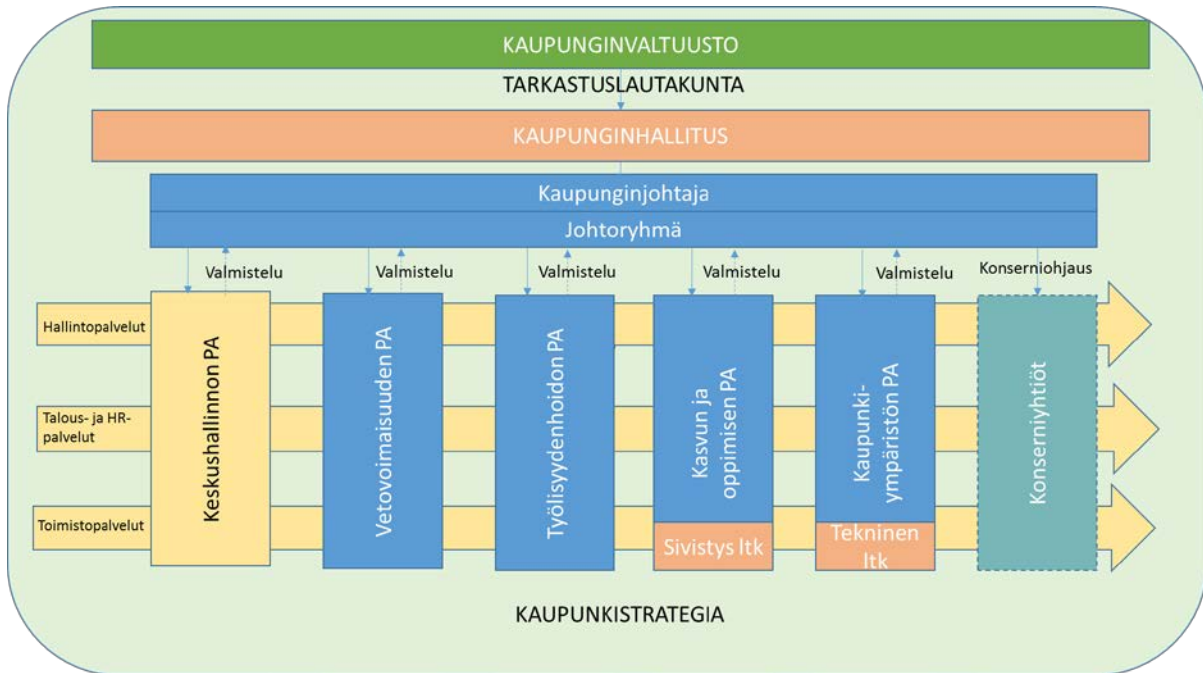 KAUPUNGINVALTUUSTO
TARKASTUSLAUTAKUNTA
KAUPUNGINHALLITUS
Kaupunginjohtaja
Johtoryhmä
Valmistelu
Valmistelu
Valmistelu
Valmistelu
Valmistelu
Konserniohjaus
Hallintopalvelut
Talous- ja HR-
palvelut
Toimistopalvelut
Keskushallinnon PA
Vetovoimaisuuden PA
Työlisyydenhoidon PA
Kasvun ja
oppimisen PA
Sivistys ltk
Kaupunki-
ympäristön PA
Tekninen
ltk
Konserniyhtiöt
KAUPUNKISTRATEGIA